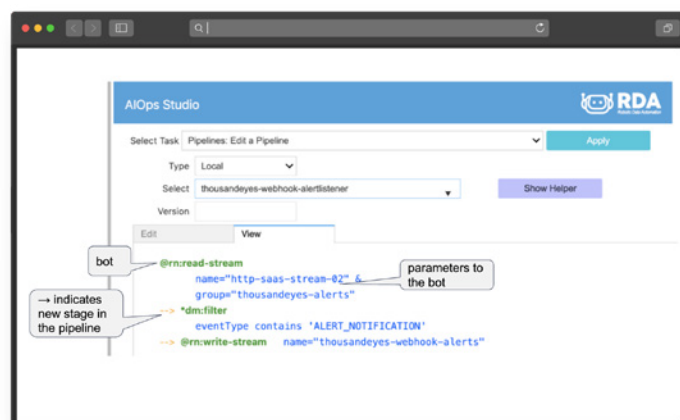 AIOps Studio
RDA
Robotic Data Automation
Select Task Pipelines: Edit a Pipeline Apply
Type Local
Select thousandeyes-webhook-alertlistener Show Helper
Version
Edit View
bot
@rn:read-stream
name="http-saas-stream-02" &
group="thousandeyes-alerts"
parameters to
the bot
→ indicates
new stage in
the pipeline
--> *dm:filter
eventType contains 'ALERT_NOTIFICATION'
--> @rn:write-stream name="thousandeyes-webhook-alerts"